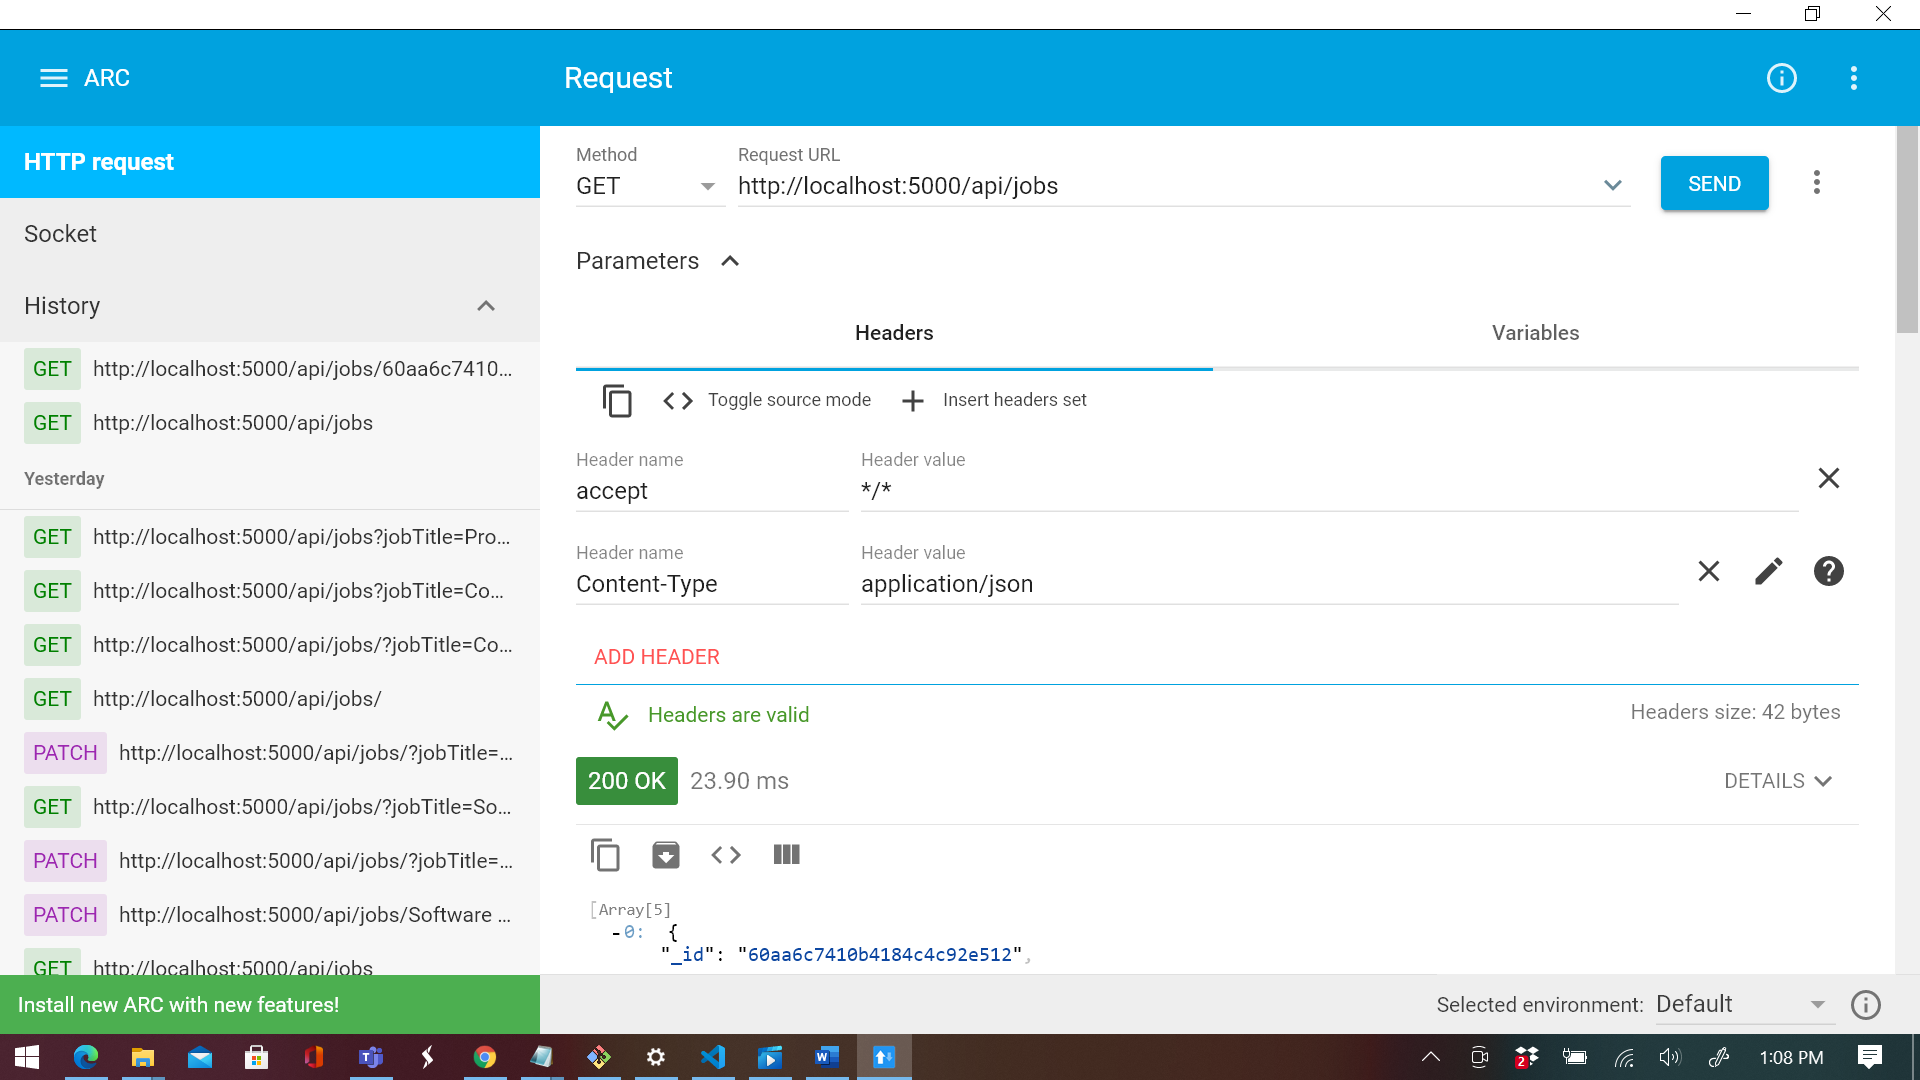 ARC
Request
HTTP request
Socket
History
GET http://localhost:5000/api/jobs/60aa6c7410...
GET http://localhost:5000/api/jobs
Yesterday
GET http://localhost:5000/api/jobs?jobTitle=Pro...
GET http://localhost:5000/api/jobs?jobTitle=Co...
GET http://localhost:5000/api/jobs/?jobTitle=Co...
GET http://localhost:5000/api/jobs/
PATCH http://localhost:5000/api/jobs/?jobTitle=...
GET http://localhost:5000/api/jobs/?jobTitle=So...
PATCH http://localhost:5000/api/jobs/?jobTitle=...
PATCH http://localhost:5000/api/jobs/Software ...
GET http://localhost:5000/api/jobs
Install new ARC with new features!
Method
GET
Request URL
http://localhost:5000/api/jobs
SEND
Parameters
Headers
Variables
Toggle source mode
Insert headers set
Header name
accept
Header value
*/*
Header name
Content-Type
Header value
application/json
ADD HEADER
Headers are valid
Headers size: 42 bytes
200 OK 23.90 ms
DETAILS
[Array[5]
-0: {
"_id": "60aa6c7410b4184c4c92e512",
Selected environment: Default
2
1:08 PM